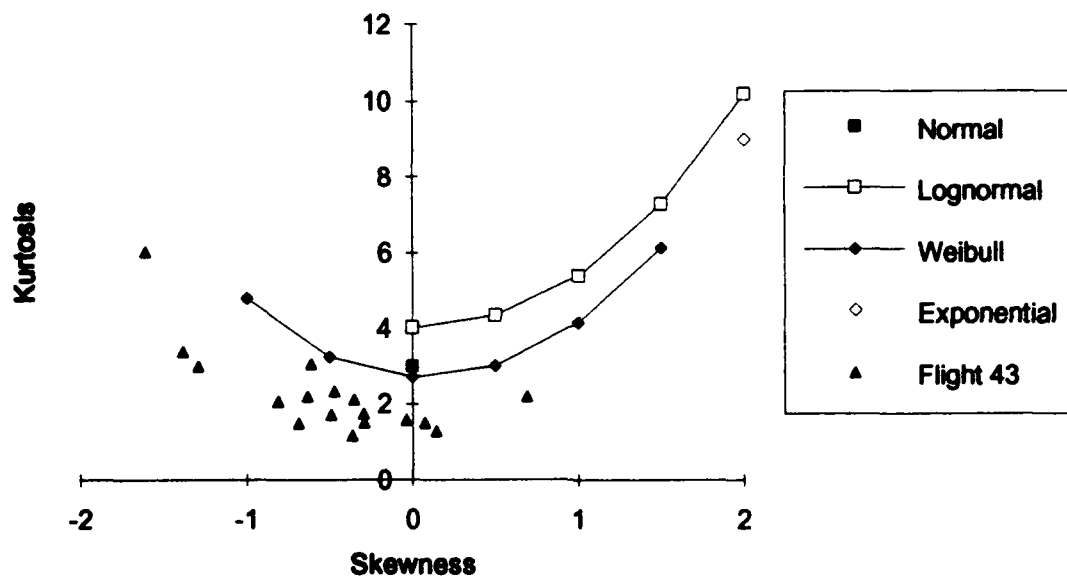 12
10
8
6
4
2
0
Kurtosis
-2
-1
0
1
2
Skewness
Normal
Lognormal
Weibull
Exponential
Flight 43